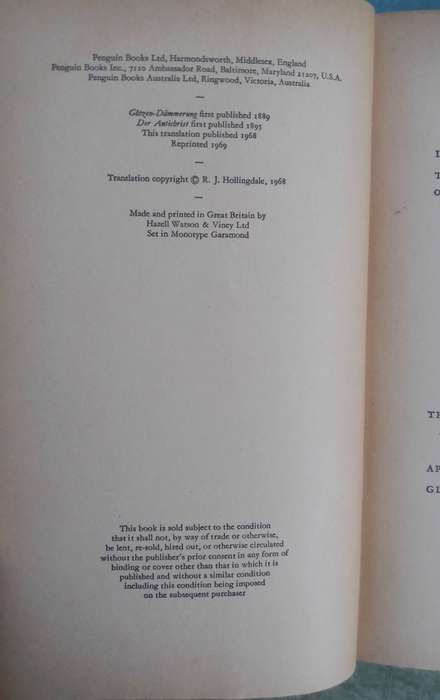 Penguin Books Ltd, Harmondsworth, Middlesex, England
Penguin Books Inc., 7110 Ambassador Road, Baltimore, Maryland 21207, U.S.A.
Penguin Books Australia Ltd, Ringwood, Victoria, Australia
—
Götzen-Dämmerung first published 1889
Der Antichrist first published 1895
This translation published 1968
Reprinted 1969
—
Translation copyright © R. J. Hollingdale, 1968
—
Made and printed in Great Britain by
Hazell Watson & Viney Ltd
Set in Monotype Garamond
This book is sold subject to the condition
that it shall not, by way of trade or otherwise,
be lent, re-sold, hired out, or otherwise circulated
without the publisher's prior consent in any form of
binding or cover other than that in which it is
published and without a similar condition
including this condition being imposed
on the subsequent purchaser